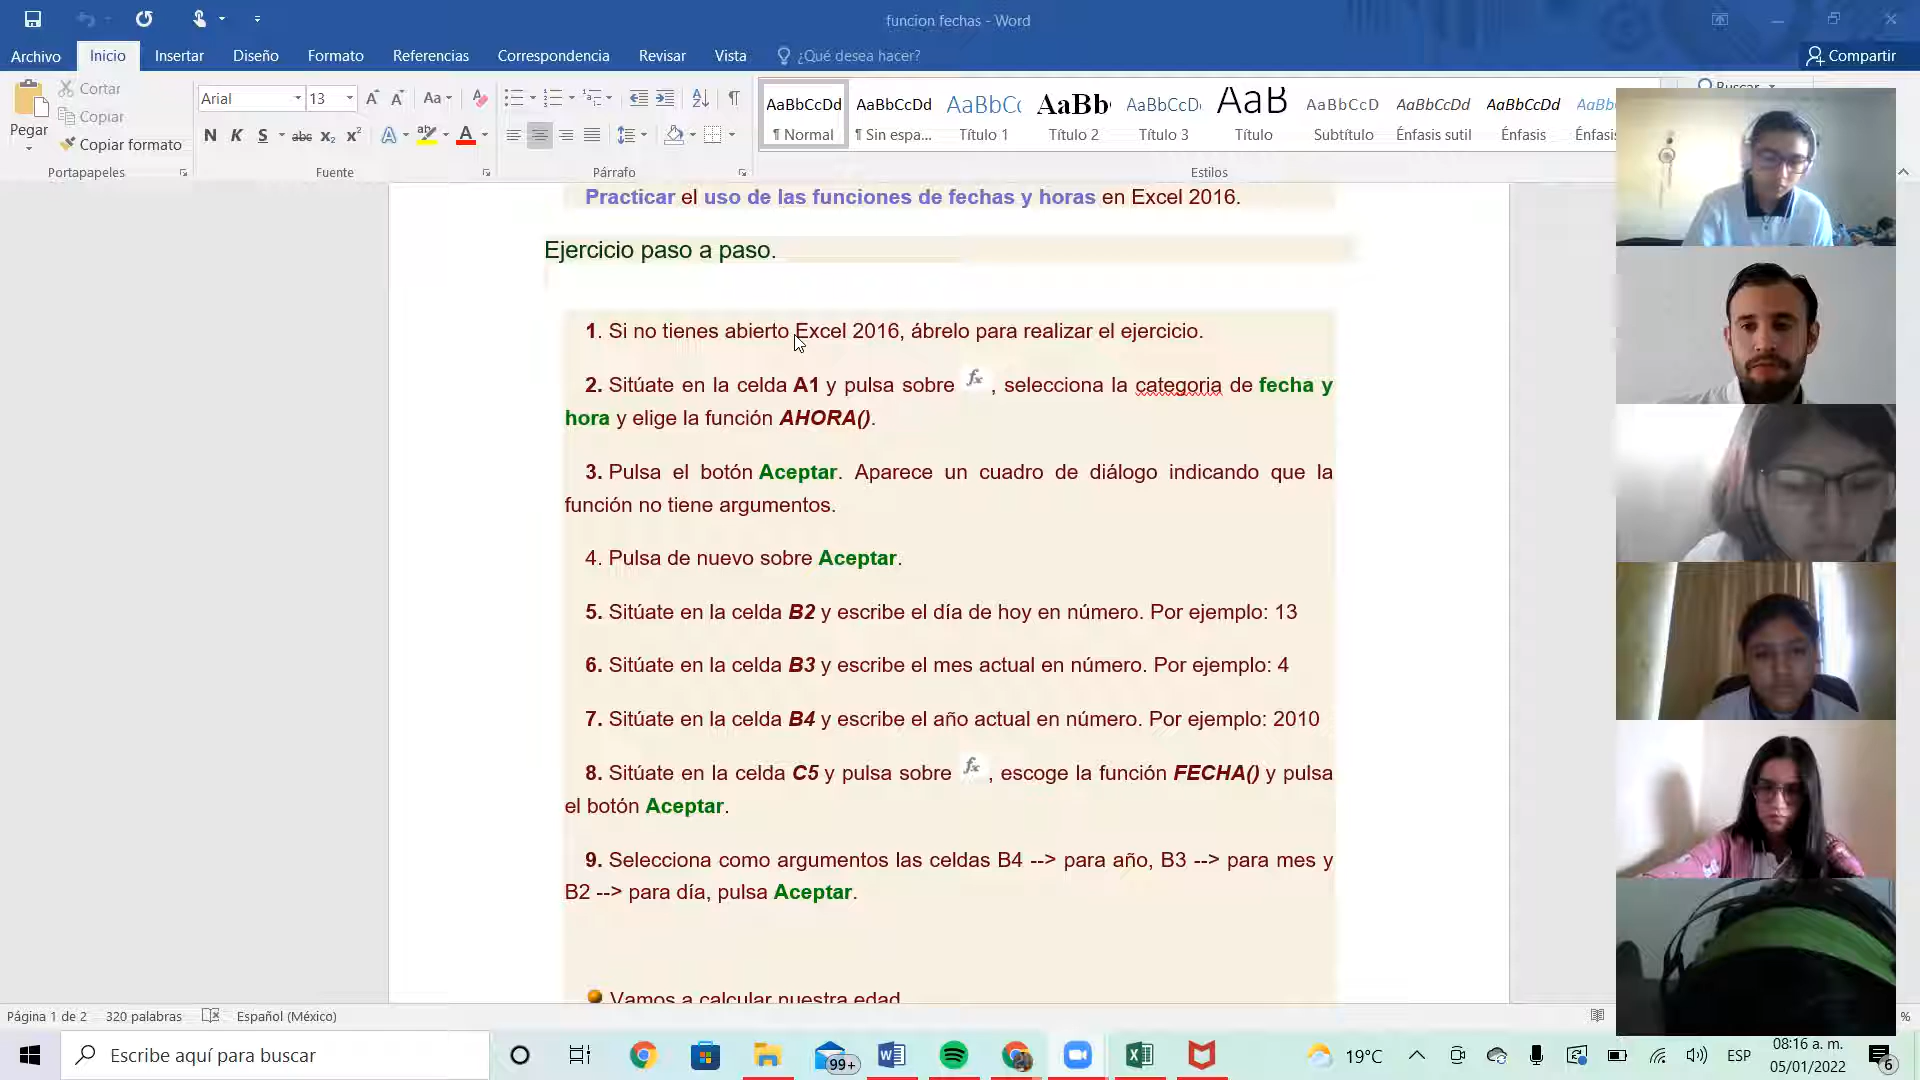 funcion fechas - Word
Archivo
Inicio
Insertar
Diseño
Formato
Referencias
Correspondencia
Revisar
Vista
¿Qué desea hacer?
Compartir
Pegar
Cortar
Copiar
Copiar formato
Portapapeles
Arial
13
Aa
N K S abc x₂ x²
A
A
Fuente
Párrafo
AaBbCcDd
¶ Normal
AaBbCcDd
¶ Sin espa...
AaBbCc
Título 1
AaBb
Título 2
AaBbCcD
Título 3
AaB
Título
AaBbCcD
Subtítulo
AaBbCcDd
Énfasis sutil
AaBbCcDd
Énfasis
AaBb
Énfasis
Estilos
Buscar
Practicar el uso de las funciones de fechas y horas en Excel 2016.
Ejercicio paso a paso.
1. Si no tienes abierto Excel 2016, ábrelo para realizar el ejercicio.
2. Sitúate en la celda A1 y pulsa sobre fx, selecciona la categoria de fecha y
hora y elige la función AHORA().
3. Pulsa el botón Aceptar. Aparece un cuadro de diálogo indicando que la
función no tiene argumentos.
4. Pulsa de nuevo sobre Aceptar.
5. Sitúate en la celda B2 y escribe el día de hoy en número. Por ejemplo: 13
6. Sitúate en la celda B3 y escribe el mes actual en número. Por ejemplo: 4
7. Sitúate en la celda B4 y escribe el año actual en número. Por ejemplo: 2010
8. Sitúate en la celda C5 y pulsa sobre fx, escoge la función FECHA() y pulsa
el botón Aceptar.
9. Selecciona como argumentos las celdas B4 --> para año, B3 --> para mes y
B2 --> para día, pulsa Aceptar.
Vamos a calcular nuestra edad
Página 1 de 2
320 palabras
Español (México)
%
Escribe aquí para buscar
99+
19°C
ESP
08:16 a. m.
05/01/2022
6